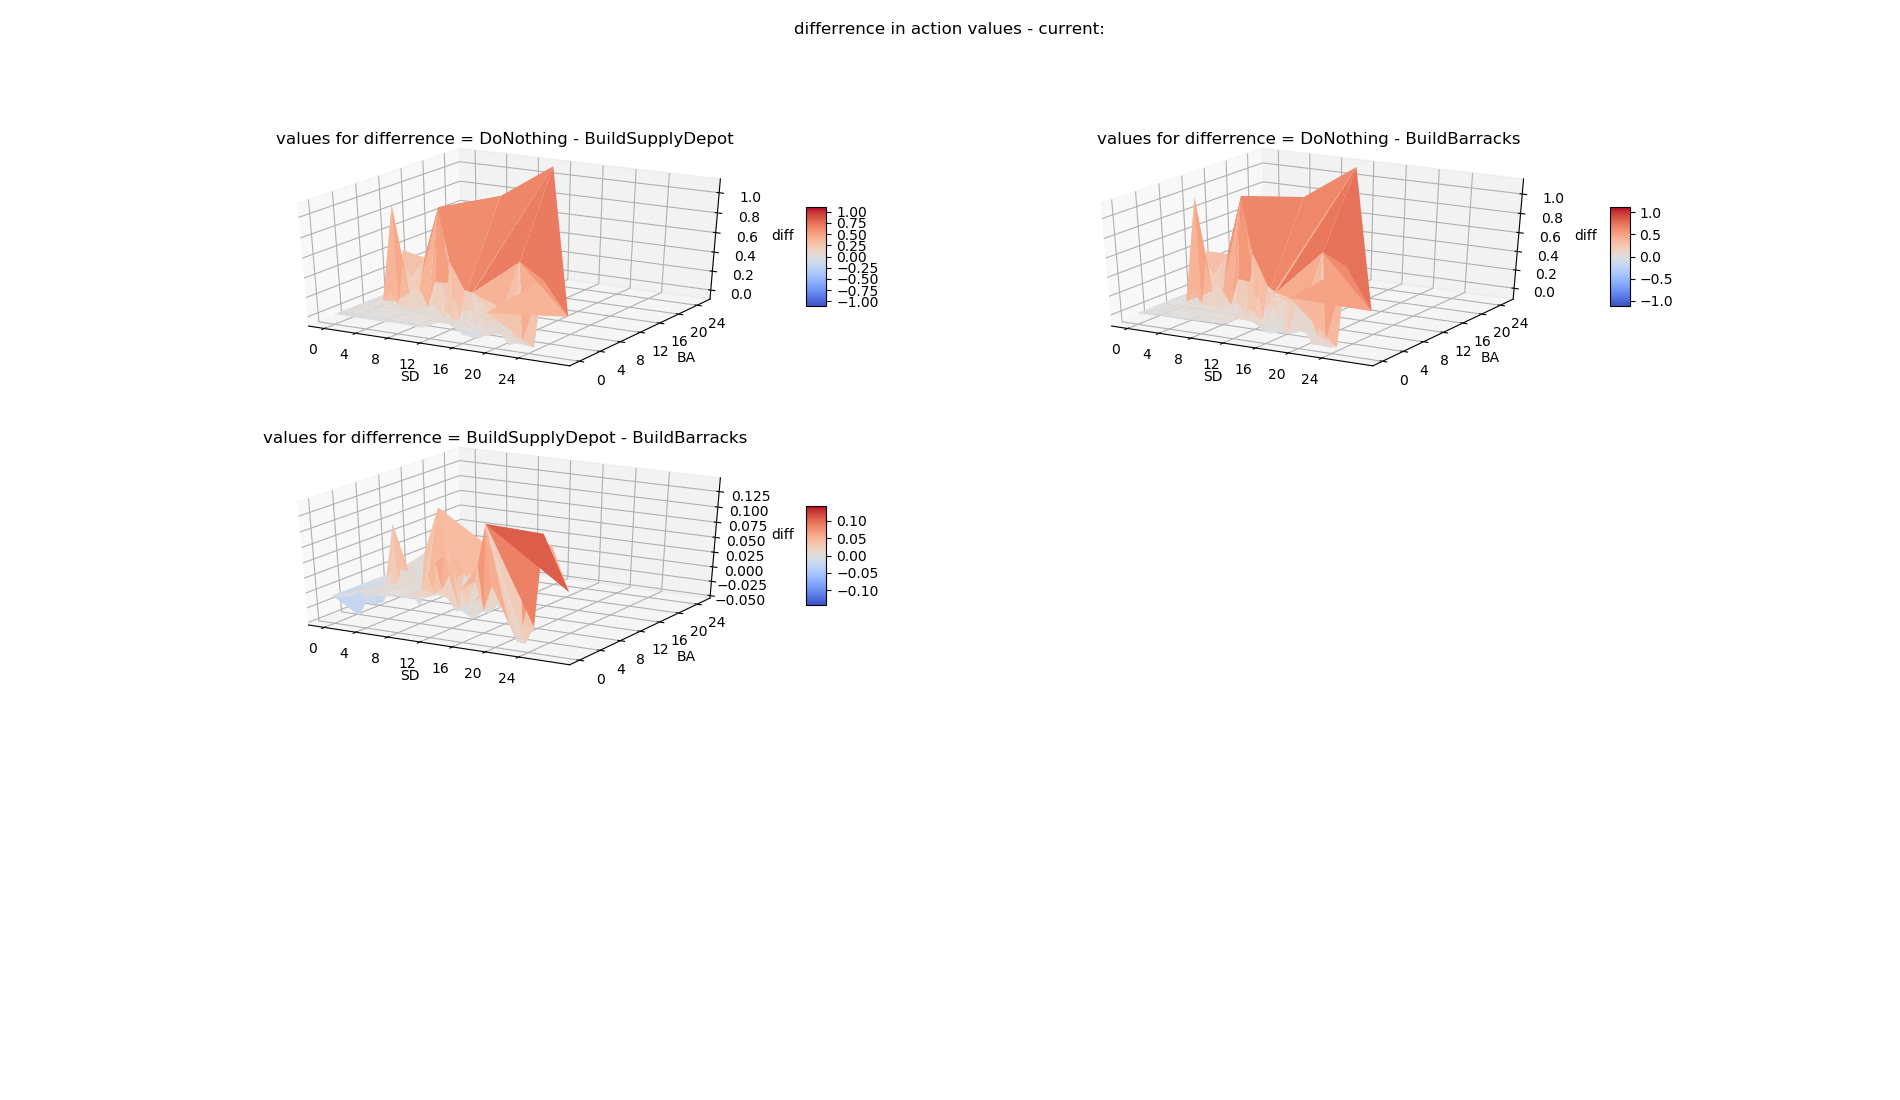 differrence in action values - current:
values for differrence = DoNothing - BuildSupplyDepot
1.0
0.8
0.6
0.4
0.2
0.0
diff
1.00
0.75
0.50
0.25
0.00
−0.25
−0.50
−0.75
−1.00
0 4 8 12 16 20 24
SD
0 4 8 12 16 20 24
BA
values for differrence = DoNothing - BuildBarracks
1.0
0.8
0.6
0.4
0.2
0.0
diff
1.0
0.5
0.0
−0.5
−1.0
0 4 8 12 16 20 24
SD
0 4 8 12 16 20 24
BA
values for differrence = BuildSupplyDepot - BuildBarracks
0.125
0.100
0.075
0.050
0.025
0.000
−0.025
−0.050
diff
0.10
0.05
0.00
−0.05
−0.10
0 4 8 12 16 20 24
SD
0 4 8 12 16 20 24
BA